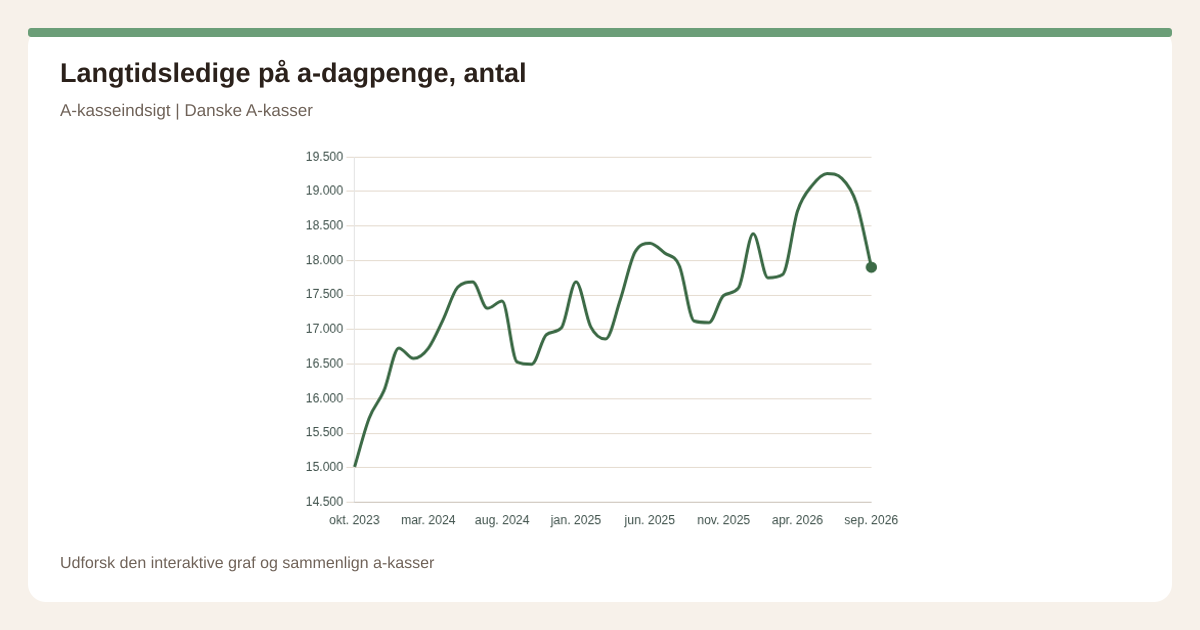 Langtidsledige på a-dagpenge, antal
A-kasseindsigt | Danske A-kasser
19.500
19.000
18.500
18.000
17.500
17.000
16.500
16.000
15.500
15.000
14.500
okt. 2023 mar. 2024 aug. 2024 jan. 2025 jun. 2025 nov. 2025 apr. 2026 sep. 2026
Udforsk den interaktive graf og sammenlign a-kasser